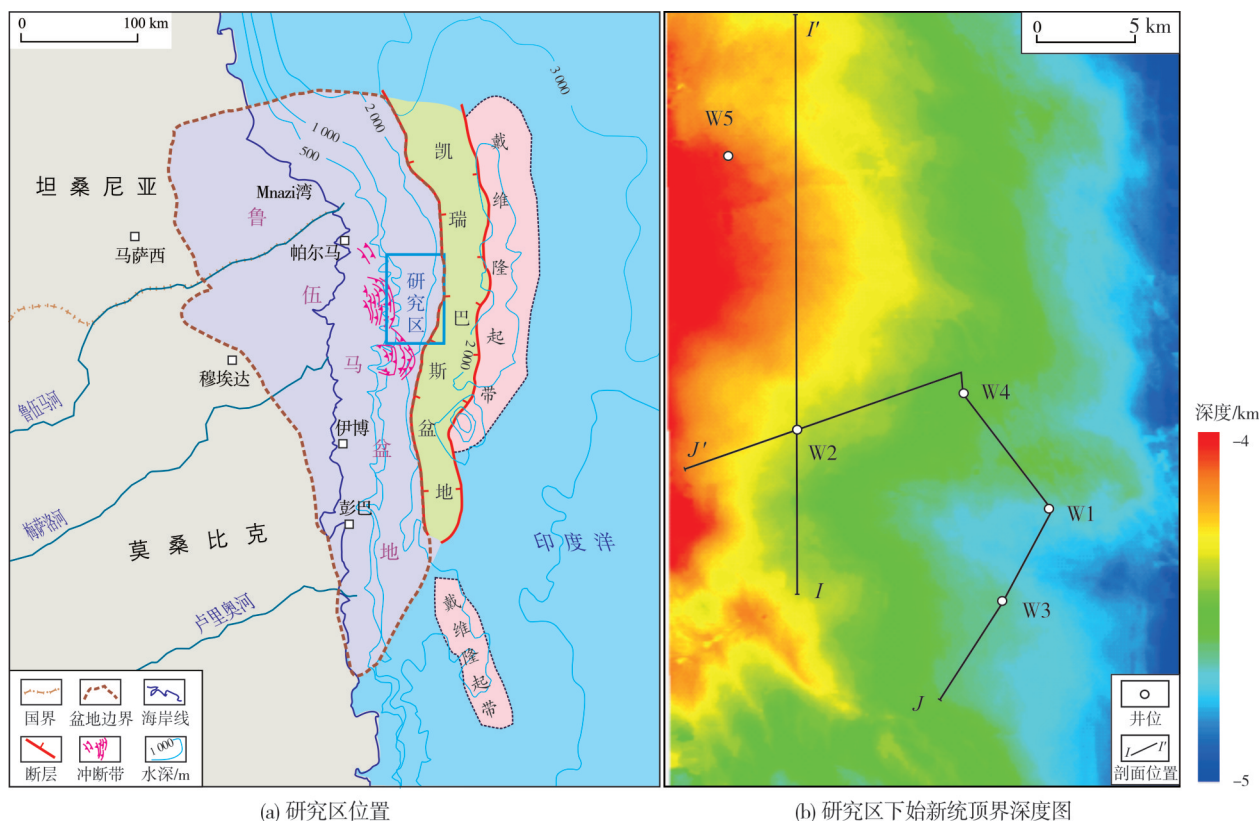 0 100 km
3 000
2 000
1 000
500
坦桑尼亚
马萨西
Mnazi湾
帕尔马
鲁伍马盆地
凯瑞巴斯盆地
戴维隆起带
研究区
2 000
穆埃达
鲁伍马河
伊博
梅萨洛河
彭巴
莫桑比克
印度洋
卢里奥河
戴维隆起带
国界 盆地边界 海岸线
1 000
断层 冲断带 水深/m
(a) 研究区位置
I′
0 5 km
W5
W4
J′
W2
W1
I
W3
J
井位
I I′
剖面位置
深度/km
-4
-5
(b) 研究区下始新统顶界深度图